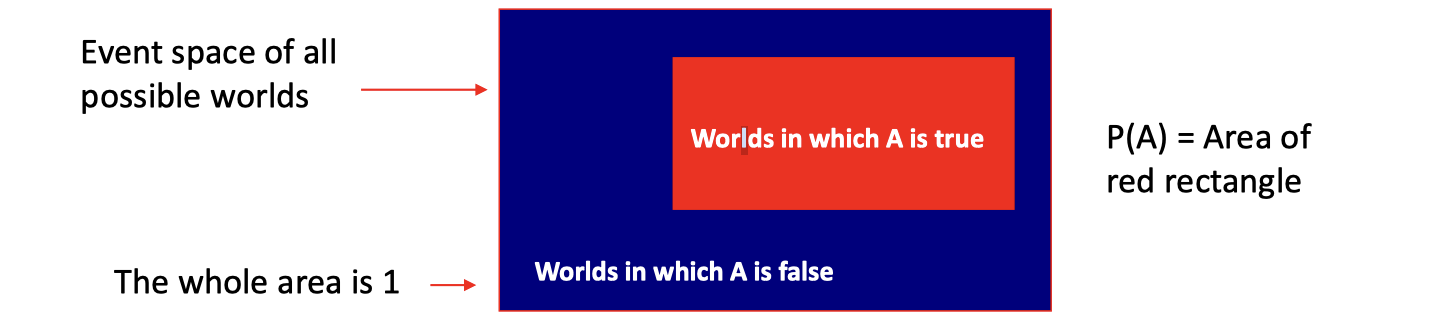 Event space of all
possible worlds
Worlds in which A is true
P(A) = Area of
red rectangle
Worlds in which A is false
The whole area is 1